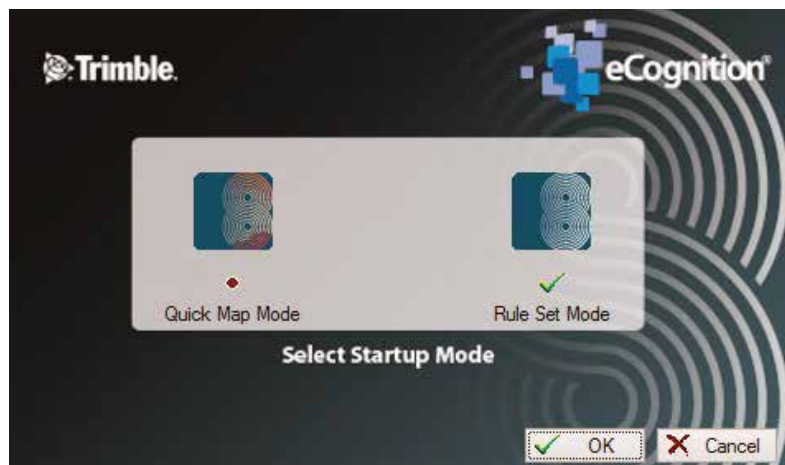 Trimble.
eCognition®
Quick Map Mode
Rule Set Mode
Select Startup Mode
OK
Cancel